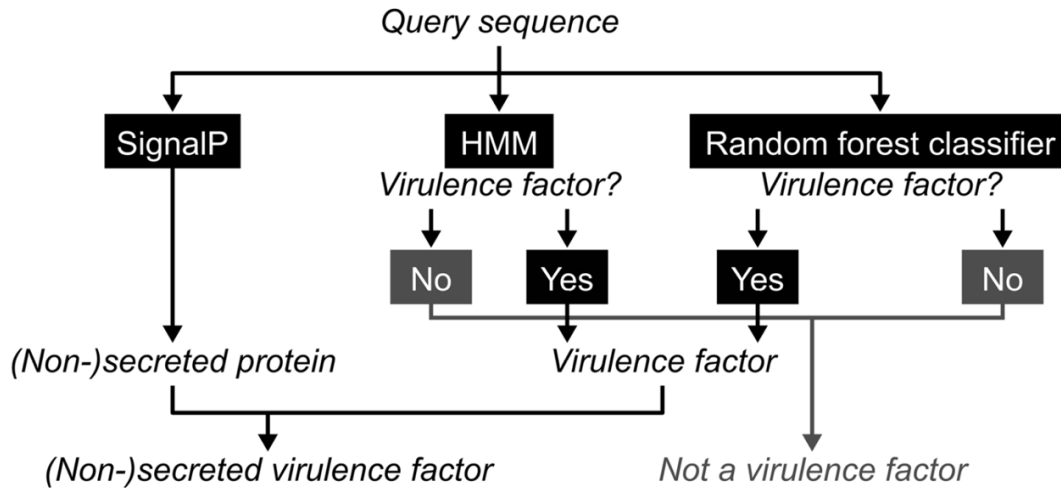 Query sequence
SignalP
HMM
Random forest classifier
Virulence factor?
Virulence factor?
No
Yes
Yes
No
(Non-)secreted protein
Virulence factor
(Non-)secreted virulence factor
Not a virulence factor